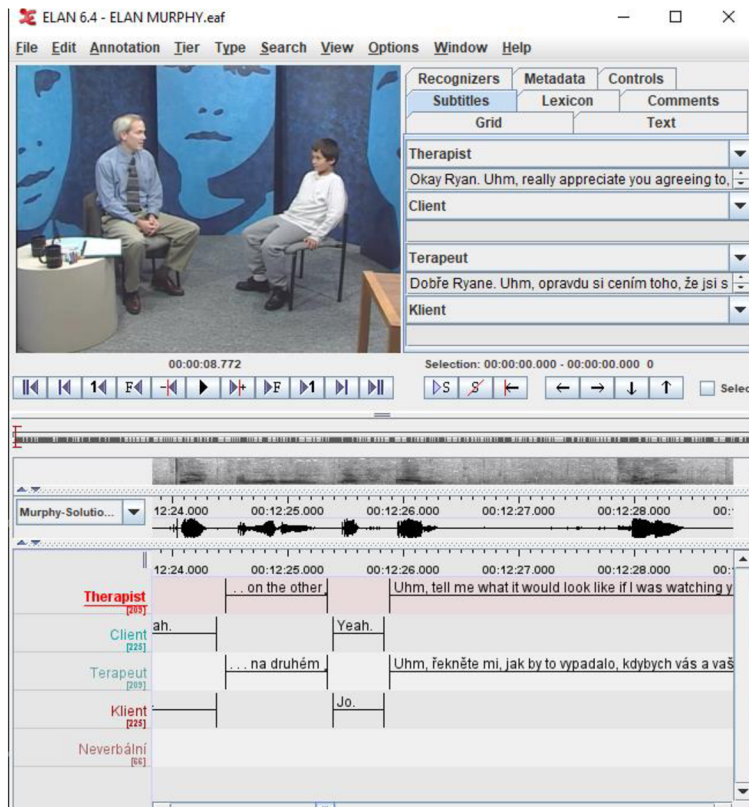 ELAN 6.4 - ELAN MURPHY.eaf
File Edit Annotation Tier Type Search View Options Window Help
Recognizers Metadata Controls
Subtitles Lexicon Comments
Grid Text
Therapist
Okay Ryan. Uhm, really appreciate you agreeing to,
Client
Terapeut
Dobře Ryane. Uhm, opravdu si cením toho, že jsi s
Klient
00:00:08.772
Selection: 00:00:00.000 - 00:00:00.000 0
1 F F 1 S S Selec
Murphy-Solutio...
12:24.000 00:12:25.000 00:12:26.000 00:12:27.000 00:12:28.000 00:
12:24.000 00:12:25.000 00:12:26.000 00:12:27.000 00:12:28.000 00:
Therapist . . on the other, Uhm, tell me what it would look like if I was watching y
[209]
Client ah. Yeah.
[225]
Terapeut . . . na druhém , Uhm, řekněte mi, jak by to vypadalo, kdybych vás a vaš
[209]
Klient Jo.
[225]
Neverbální
[66]